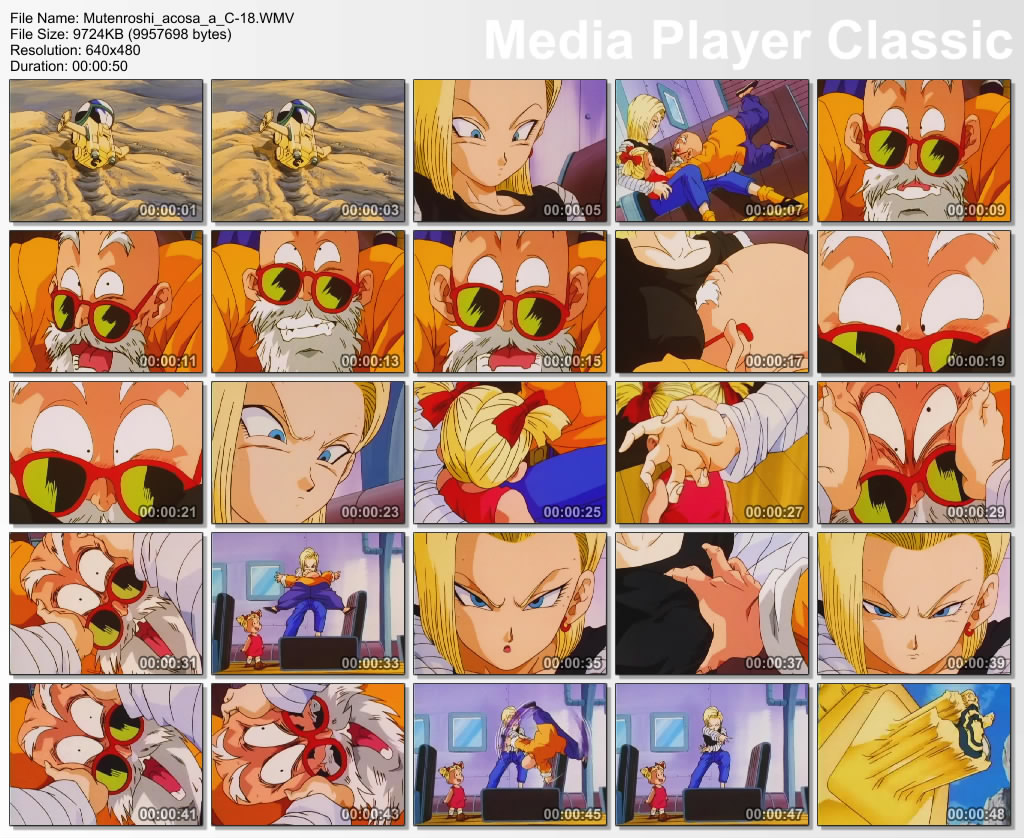 File Name: Mutenroshi_acosa_a_C-18.WMV
File Size: 9724KB (9957698 bytes)
Resolution: 640x480
Duration: 00:00:50
Media Player Classic
00:00:01 00:00:03 00:00:05 00:00:07 00:00:09
00:00:11 00:00:13 00:00:15 00:00:17 00:00:19
00:00:21 00:00:23 00:00:25 00:00:27 00:00:29
00:00:31 00:00:33 00:00:35 00:00:37 00:00:39
00:00:41 00:00:43 00:00:45 00:00:47 00:00:48